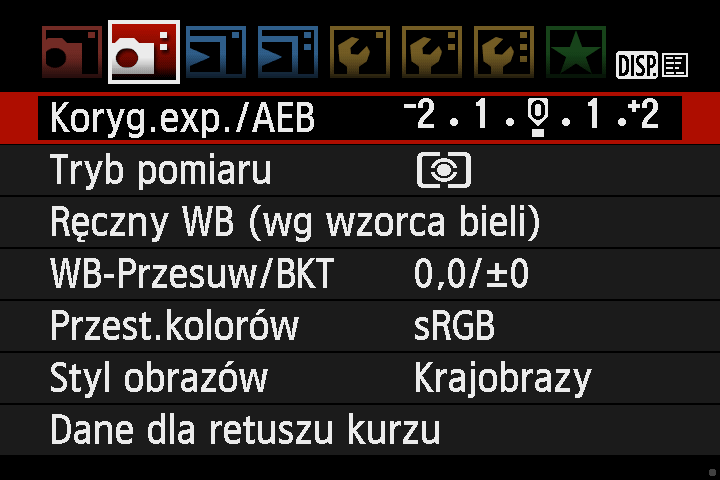 DISP.
Koryg.exp./AEB -2.1.0.1.+2
Tryb pomiaru
Ręczny WB (wg wzorca bieli)
WB-Przesuw/BKT 0,0/±0
Przest.kolorów sRGB
Styl obrazów Krajobrazy
Dane dla retuszu kurzu